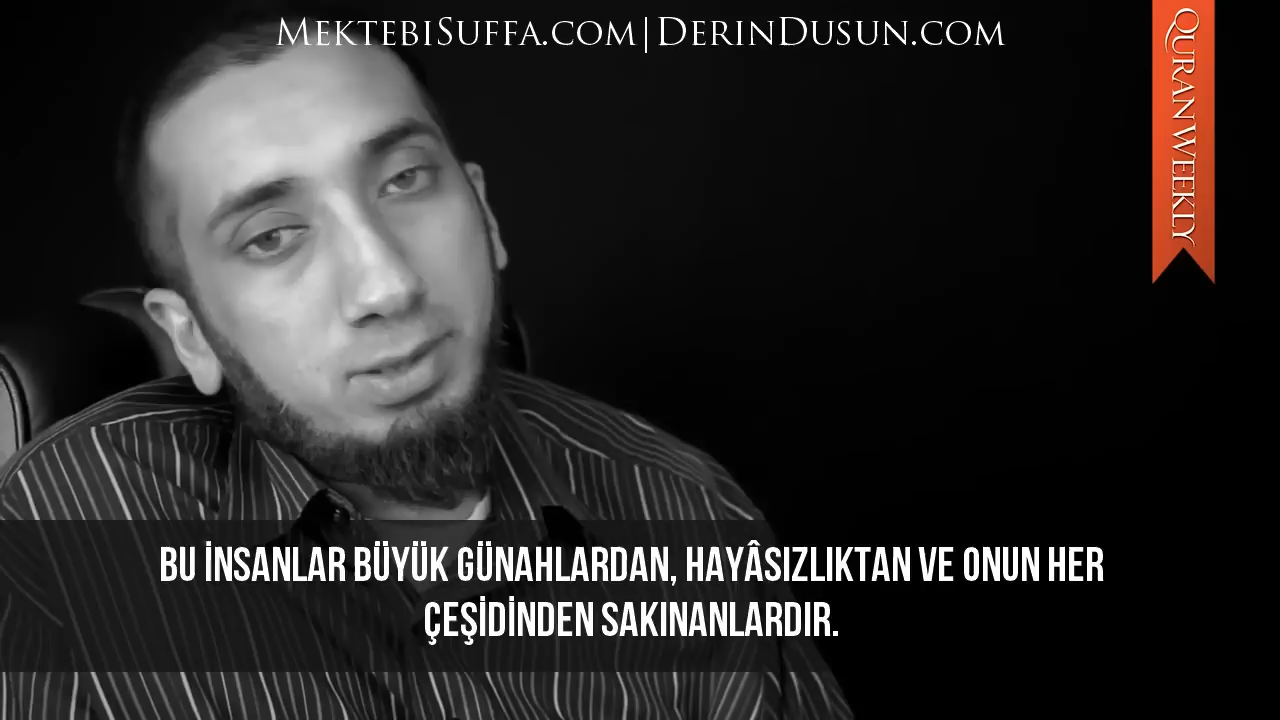 MEKTEBISUFFA.COM|DERINDUSUN.COM
QURANWEEKLY
BU İNSANLAR BÜYÜK GÜNAHLARDAN, HAYÂSIZLIKTAN VE ONUN HER
ÇEŞİDİNDEN SAKINANLARDIR.